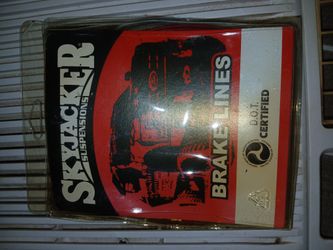 SKYJACKER
SUSPENSIONS
BRAKE LINES
D.O.T.
CERTIFIED